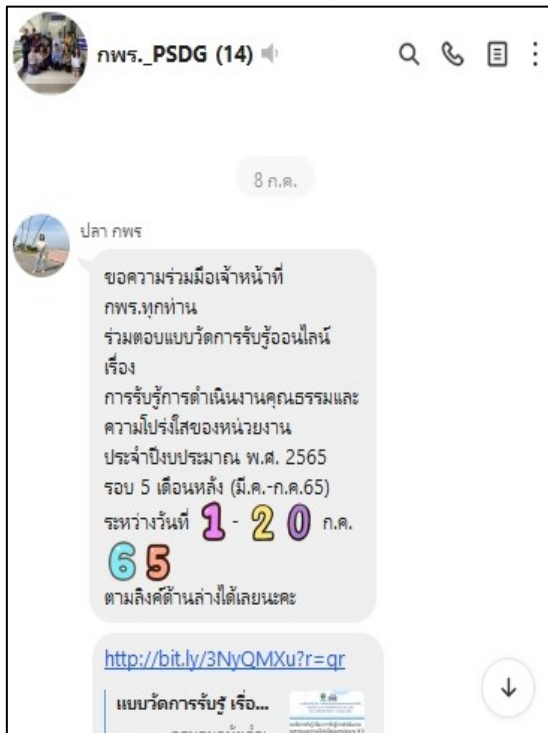 กพร._PSDG (14)
8 ก.ค.
ปลา กพร
ขอความร่วมมือเจ้าหน้าที่
กพร.ทุกท่าน
ร่วมตอบแบบวัดการรับรู้ออนไลน์
เรื่อง
การรับรู้การดำเนินงานคุณธรรมและ
ความโปร่งใสของหน่วยงาน
ประจำปีงบประมาณ พ.ศ. 2565
รอบ 5 เดือนหลัง (มี.ค.-ก.ค.65)
ระหว่างวันที่ 1 - 2 0 ก.ค.
6 5
ตามลิงค์ด้านล่างได้เลยนะคะ
http://bit.ly/3NyQMXu?r=qr
แบบวัดการรับรู้ เรื่อ...